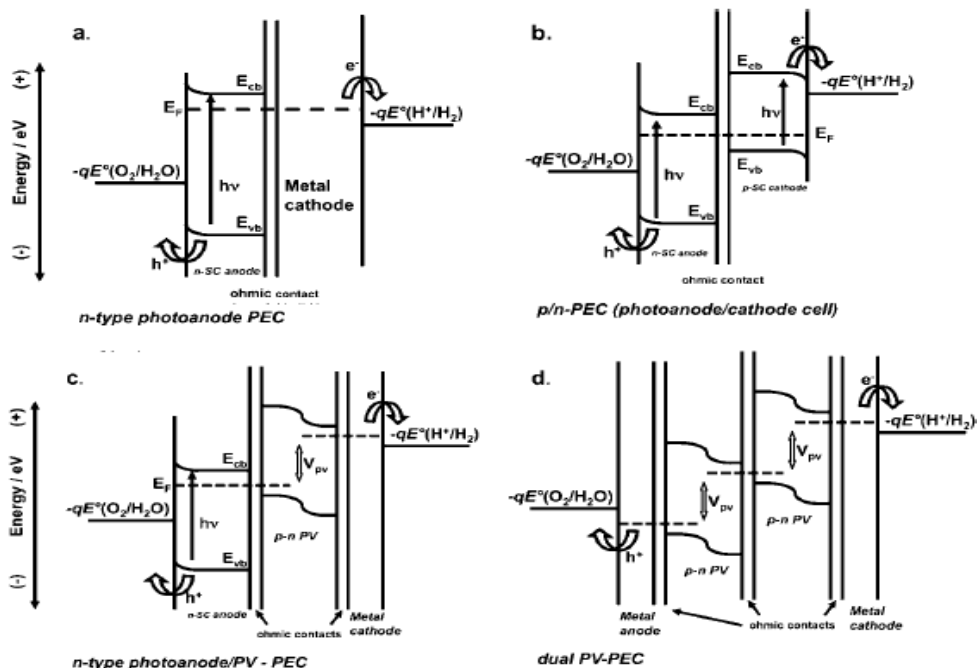 a.
(+)
Energy / eV
(-)
E_cb
E_F
-qE°(O₂/H₂O)
hν
E_vb
h⁺
n-SC anode
Metal
cathode
e⁻
-qE°(H⁺/H₂)
ohmic contact
n-type photoanode PEC
b.
e⁻
E_cb
-qE°(H⁺/H₂)
E_cb
hν
E_F
-qE°(O₂/H₂O)
E_vb
p-SC cathode
hν
E_vb
h⁺
n-SC anode
ohmic contact
p/n-PEC (photoanode/cathode cell)
c.
(+)
Energy / eV
(-)
e⁻
-qE°(H⁺/H₂)
E_cb
V_pv
E_F
-qE°(O₂/H₂O)
hν
p-n PV
E_vb
h⁺
n-SC anode
ohmic contacts
Metal
cathode
n-type photoanode/PV - PEC
d.
e⁻
-qE°(H⁺/H₂)
V_pv
-qE°(O₂/H₂O)
V_pv
p-n PV
h⁺
p-n PV
Metal
anode
ohmic contacts
Metal
cathode
dual PV-PEC